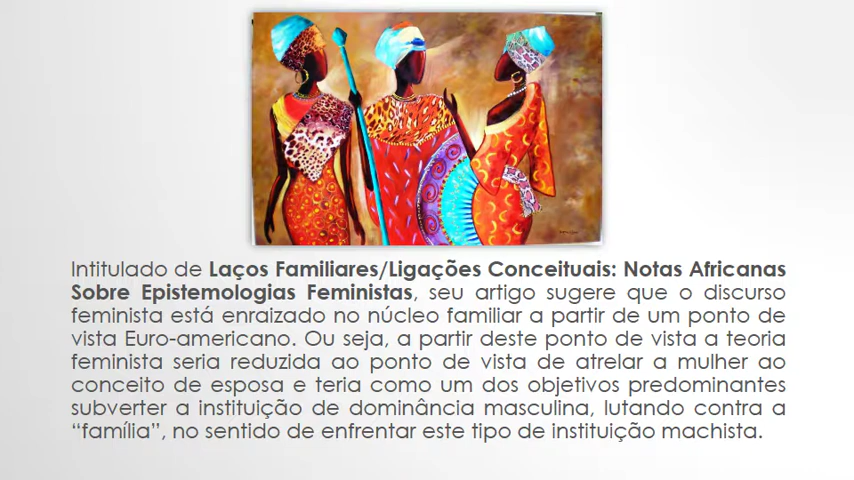 Intitulado de Laços Familiares/Ligações Conceituais: Notas Africanas
Sobre Epistemologias Feministas, seu artigo sugere que o discurso
feminista está enraizado no núcleo familiar a partir de um ponto de
vista Euro-americano. Ou seja, a partir deste ponto de vista a teoria
feminista seria reduzida ao ponto de vista de atrelar a mulher ao
conceito de esposa e teria como um dos objetivos predominantes
subverter a instituição de dominância masculina, lutando contra a
“família”, no sentido de enfrentar este tipo de instituição machista.